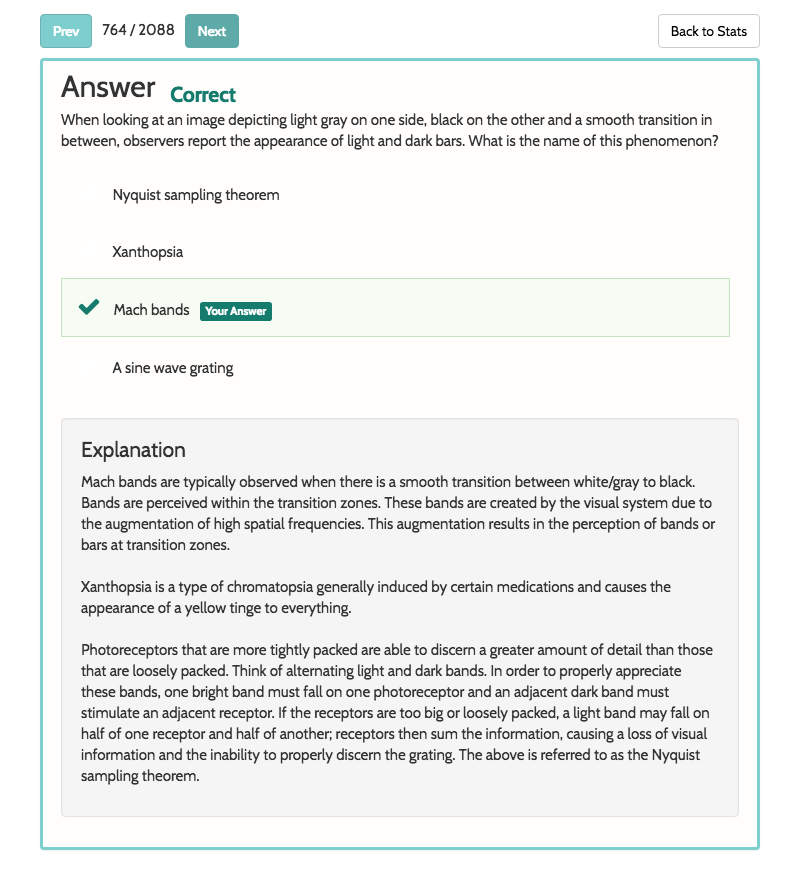 Prev 764 / 2088 Next Back to Stats
Answer Correct
When looking at an image depicting light gray on one side, black on the other and a smooth transition in
between, observers report the appearance of light and dark bars. What is the name of this phenomenon?
Nyquist sampling theorem
Xanthopsia
Mach bands Your Answer
A sine wave grating
Explanation
Mach bands are typically observed when there is a smooth transition between white/gray to black.
Bands are perceived within the transition zones. These bands are created by the visual system due to
the augmentation of high spatial frequencies. This augmentation results in the perception of bands or
bars at transition zones.
Xanthopsia is a type of chromatopsia generally induced by certain medications and causes the
appearance of a yellow tinge to everything.
Photoreceptors that are more tightly packed are able to discern a greater amount of detail than those
that are loosely packed. Think of alternating light and dark bands. In order to properly appreciate
these bands, one bright band must fall on one photoreceptor and an adjacent dark band must
stimulate an adjacent receptor. If the receptors are too big or loosely packed, a light band may fall on
half of one receptor and half of another; receptors then sum the information, causing a loss of visual
information and the inability to properly discern the grating. The above is referred to as the Nyquist
sampling theorem.